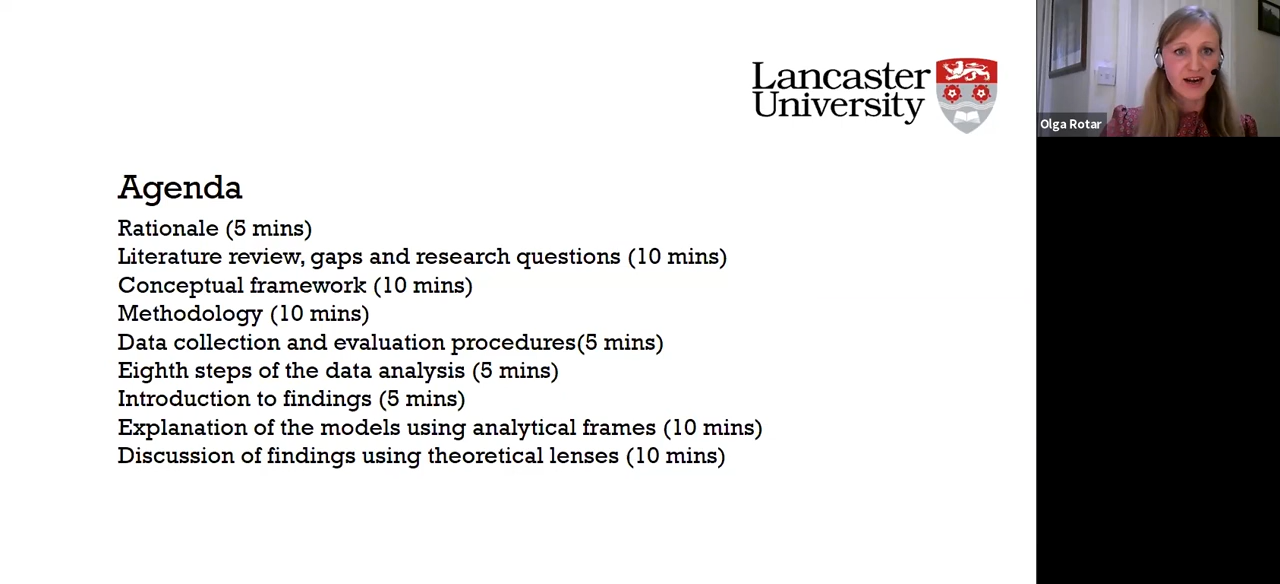 Lancaster
University
Olga Rotar
Agenda
Rationale (5 mins)
Literature review, gaps and research questions (10 mins)
Conceptual framework (10 mins)
Methodology (10 mins)
Data collection and evaluation procedures(5 mins)
Eighth steps of the data analysis (5 mins)
Introduction to findings (5 mins)
Explanation of the models using analytical frames (10 mins)
Discussion of findings using theoretical lenses (10 mins)